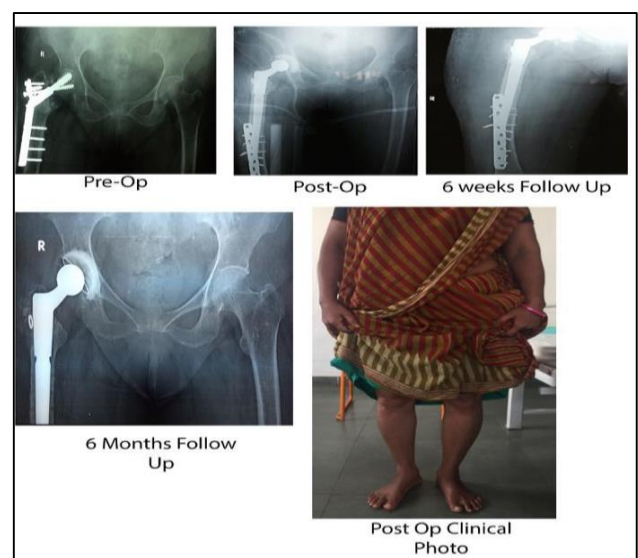 R
Pre-Op
Post-Op
6 weeks Follow Up
R
6 Months Follow
Up
Post Op Clinical
Photo